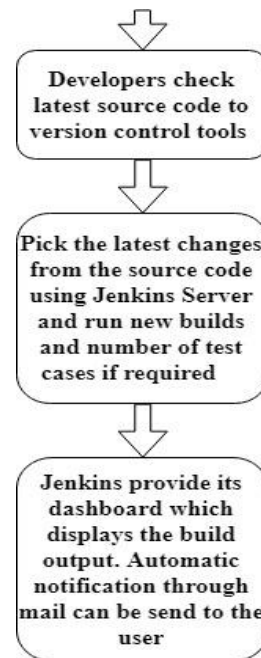 Developers check
latest source code to
version control tools
Pick the latest changes
from the source code
using Jenkins Server
and run new builds
and number of test
cases if required
Jenkins provide its
dashboard which
displays the build
output. Automatic
notification through
mail can be send to the
user